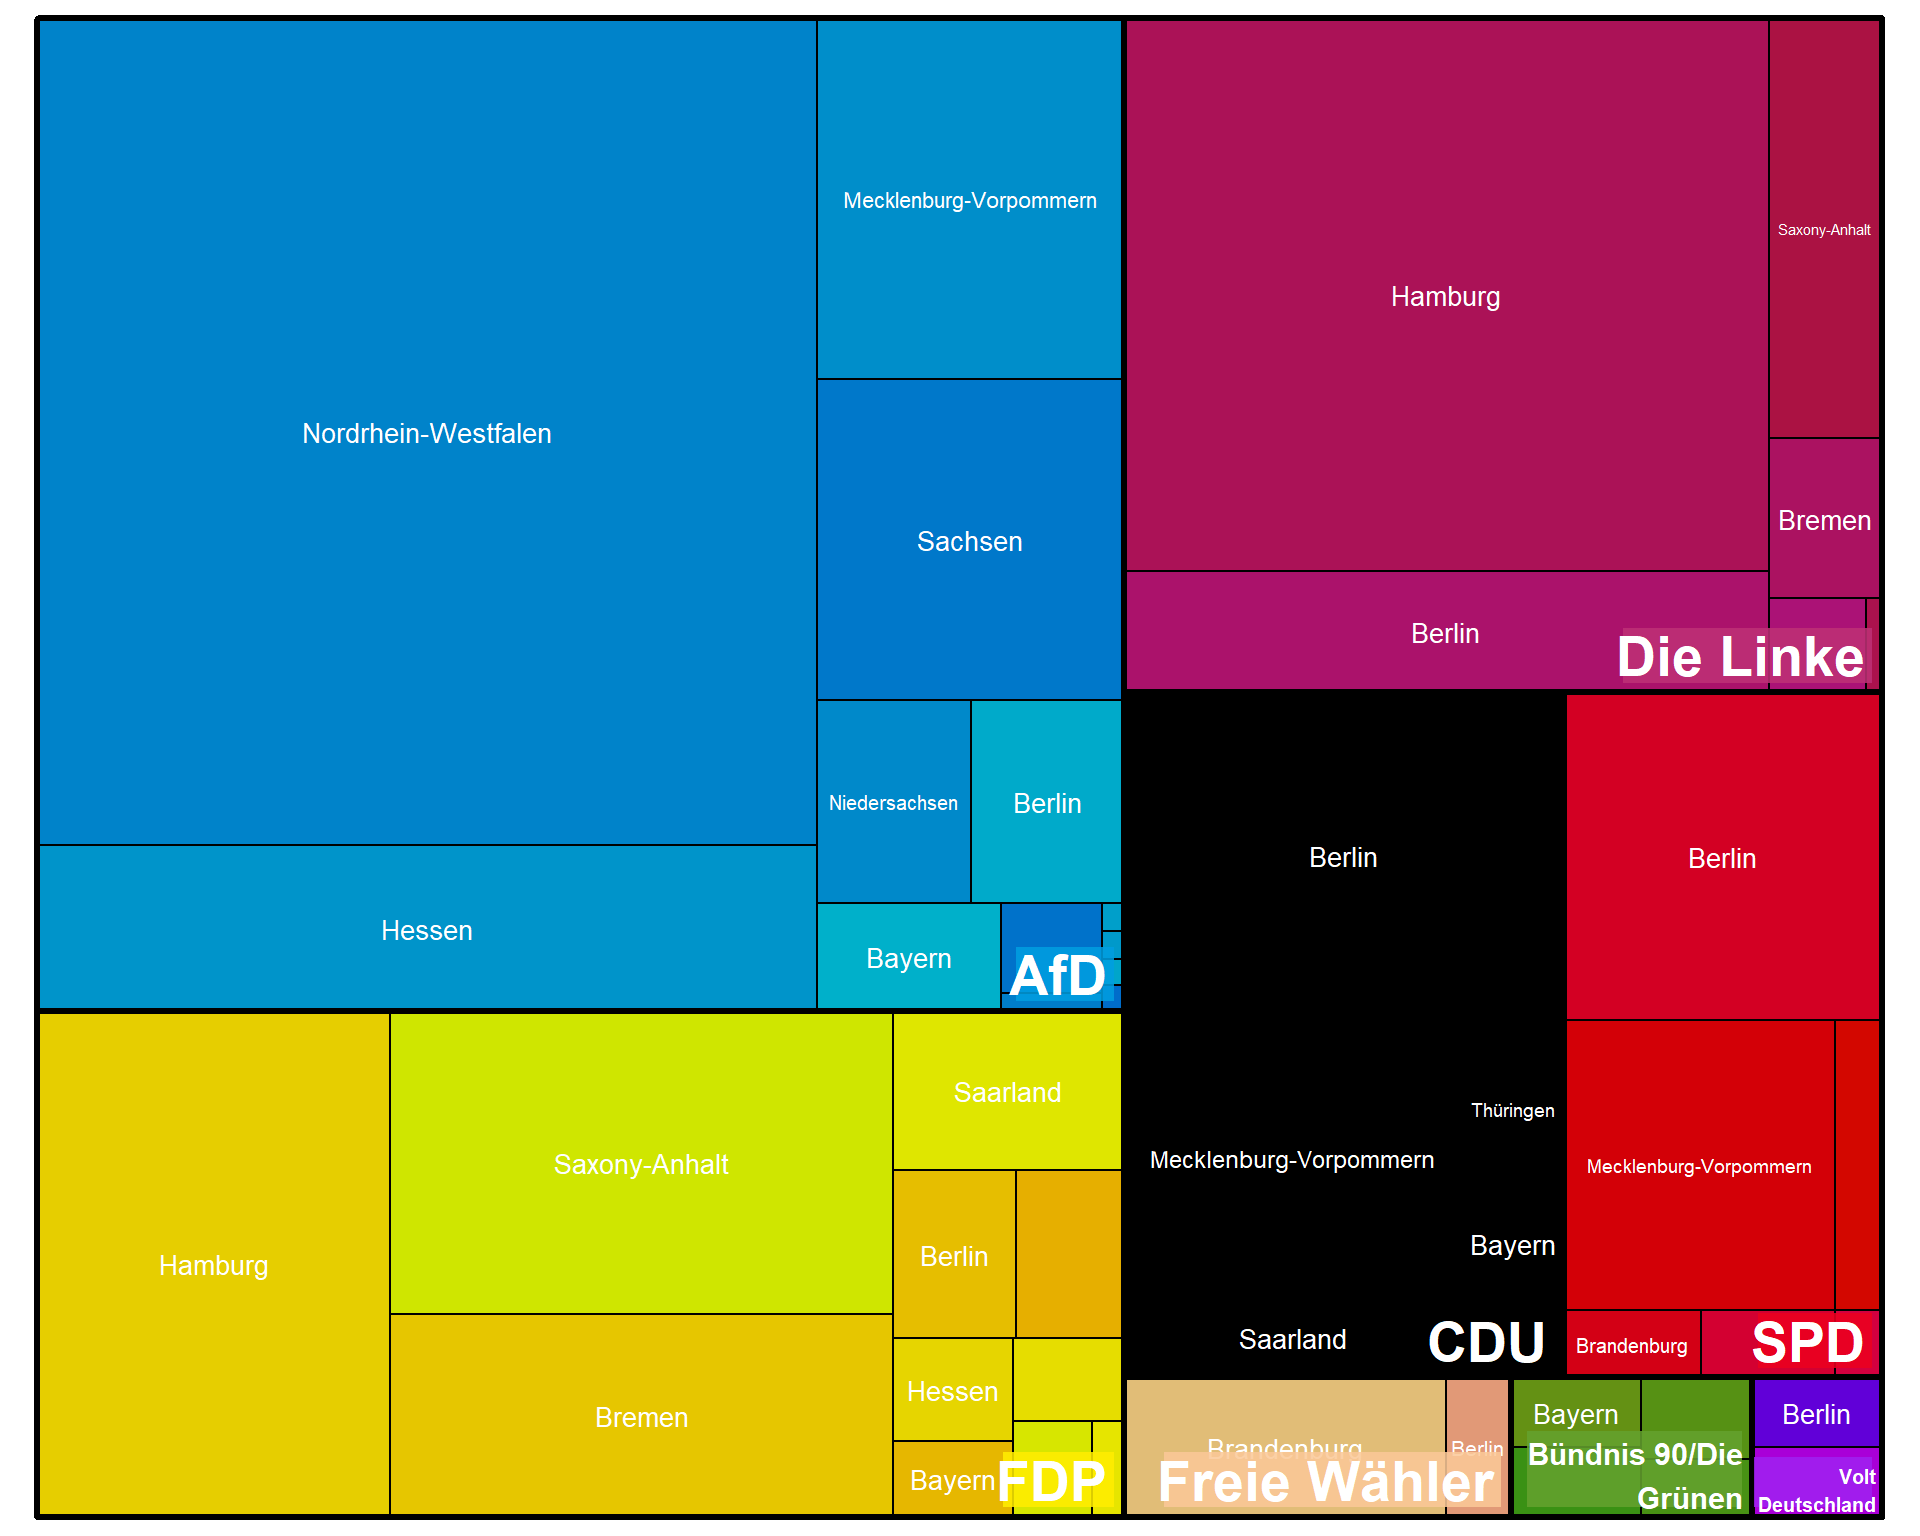 Nordrhein-Westfalen
Mecklenburg-Vorpommern
Sachsen
Niedersachsen
Berlin
Hessen
Bayern
AfD
Hamburg
Saxony-Anhalt
Bremen
Berlin
Die Linke
Hamburg
Saxony-Anhalt
Bremen
Saarland
Berlin
Hessen
Bayern
FDP
Berlin
Thüringen
Mecklenburg-Vorpommern
Bayern
Saarland
CDU
Berlin
Mecklenburg-Vorpommern
Brandenburg
SPD
Brandenburg
Berlin
Freie Wähler
Bayern
Bündnis 90/Die
Grünen
Berlin
Volt
Deutschland